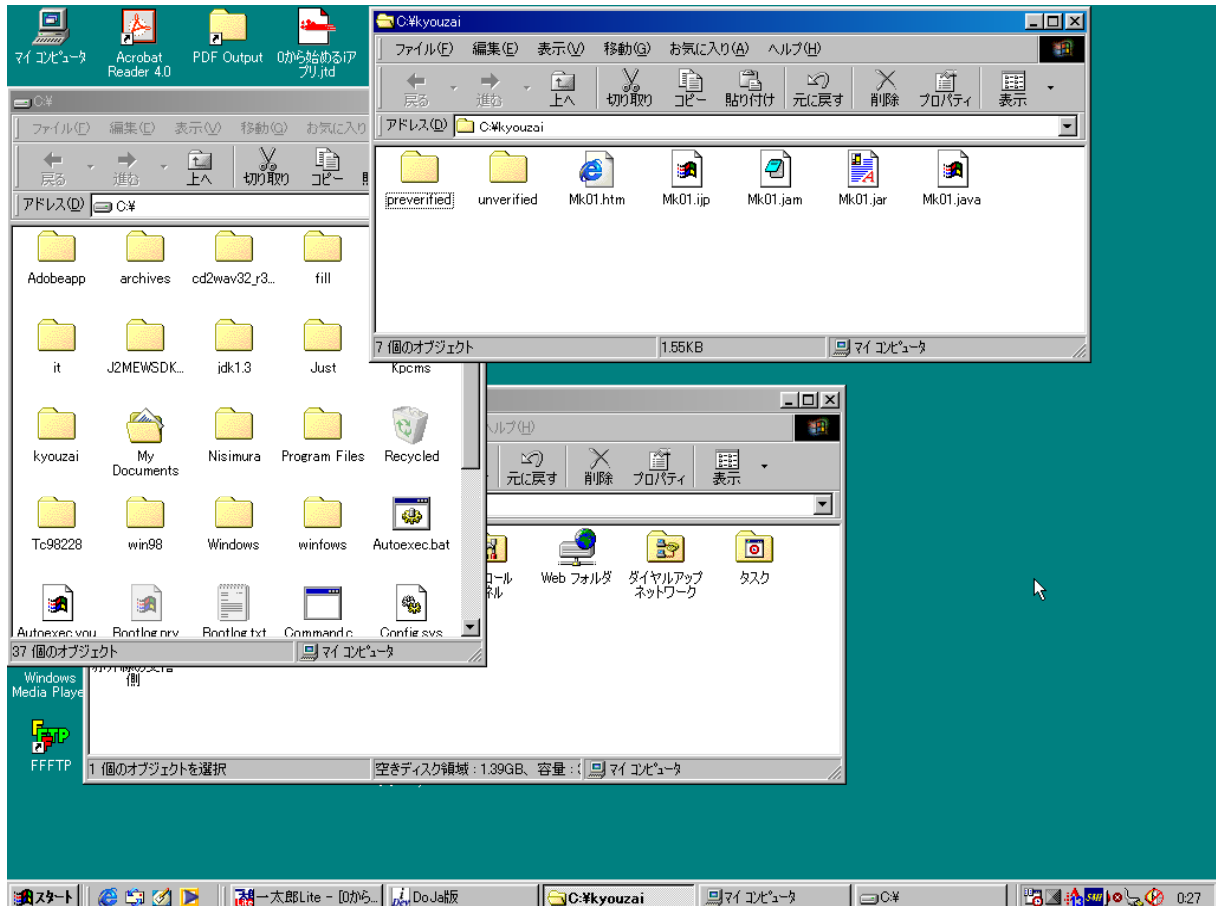 マイ コンピュータ
Acrobat Reader 4.0
PDF Output
0から始めるiアプリ.jtd
C:¥kyouzai
ファイル(F) 編集(E) 表示(V) 移動(G) お気に入り(A) ヘルプ(H)
戻る 進む 上へ 切り取り コピー 貼り付け 元に戻す 削除 プロパティ 表示
アドレス(D) C:¥kyouzai
preverified unverified Mk01.htm Mk01.ijp Mk01.jam Mk01.jar Mk01.java
7 個のオブジェクト 1.55KB マイ コンピュータ
C:¥
ファイル(F) 編集(E) 表示(V) 移動(G) お気に入り
戻る 進む 上へ 切り取り コピー
アドレス(D) C:¥
Adobeapp archives cd2wav32_r3... fill
it J2MEWSDK... jdk1.3 Just Kpcms
kyouzai My Documents Nisimura Program Files Recycled
Tc98228 win98 Windows winfows Autoexec.bat
Autoexec.you Bootlog.prv Bootlog.txt Command.c Config.sys
37 個のオブジェクト マイ コンピュータ
ヘルプ(H)
元に戻す 削除 プロパティ 表示
Web フォルダ ダイヤルアップ ネットワーク タスク
側
1 個のオブジェクトを選択 空きディスク領域 : 1.39GB、 容量 : マイ コンピュータ
Windows Media Playe
FFFTP
スタート 一太郎Lite - [0から... DoJa版 C:¥kyouzai マイ コンピュータ C:¥ 0:27